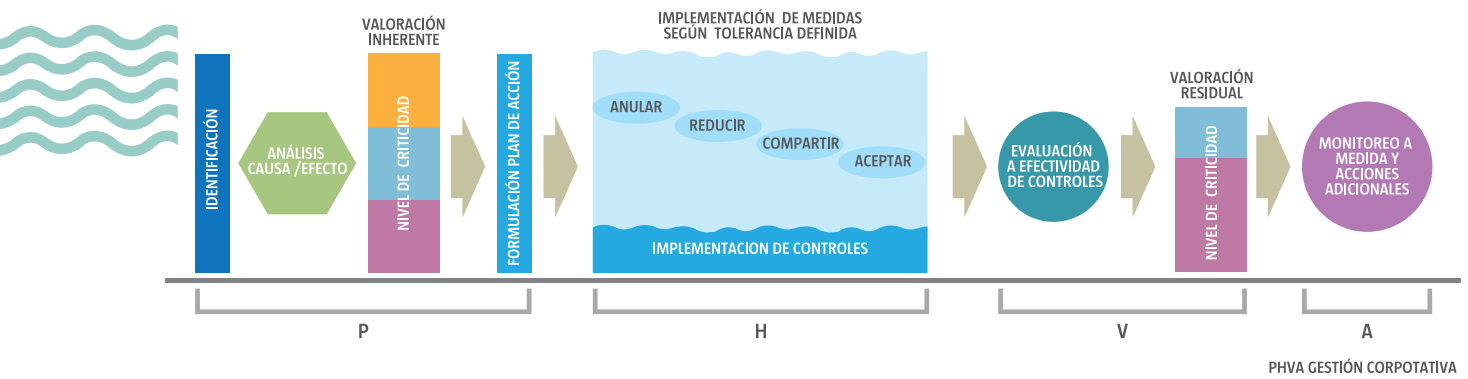 IDENTIFICACIÓN
ANÁLISIS
CAUSA /EFECTO
VALORACIÓN
INHERENTE
NIVEL DE CRITICIDAD
FORMULACIÓN PLAN DE ACCIÓN
IMPLEMENTACIÓN DE MEDIDAS
SEGÚN TOLERANCIA DEFINIDA
ANULAR
REDUCIR
COMPARTIR
ACEPTAR
IMPLEMENTACION DE CONTROLES
EVALUACIÓN
A EFECTIVIDAD
DE CONTROLES
VALORACIÓN
RESIDUAL
NIVEL DE CRITICIDAD
MONITOREO A
MEDIDA Y
ACCIONES
ADICIONALES
P
H
V
A
PHVA GESTIÓN CORPOTATIVA